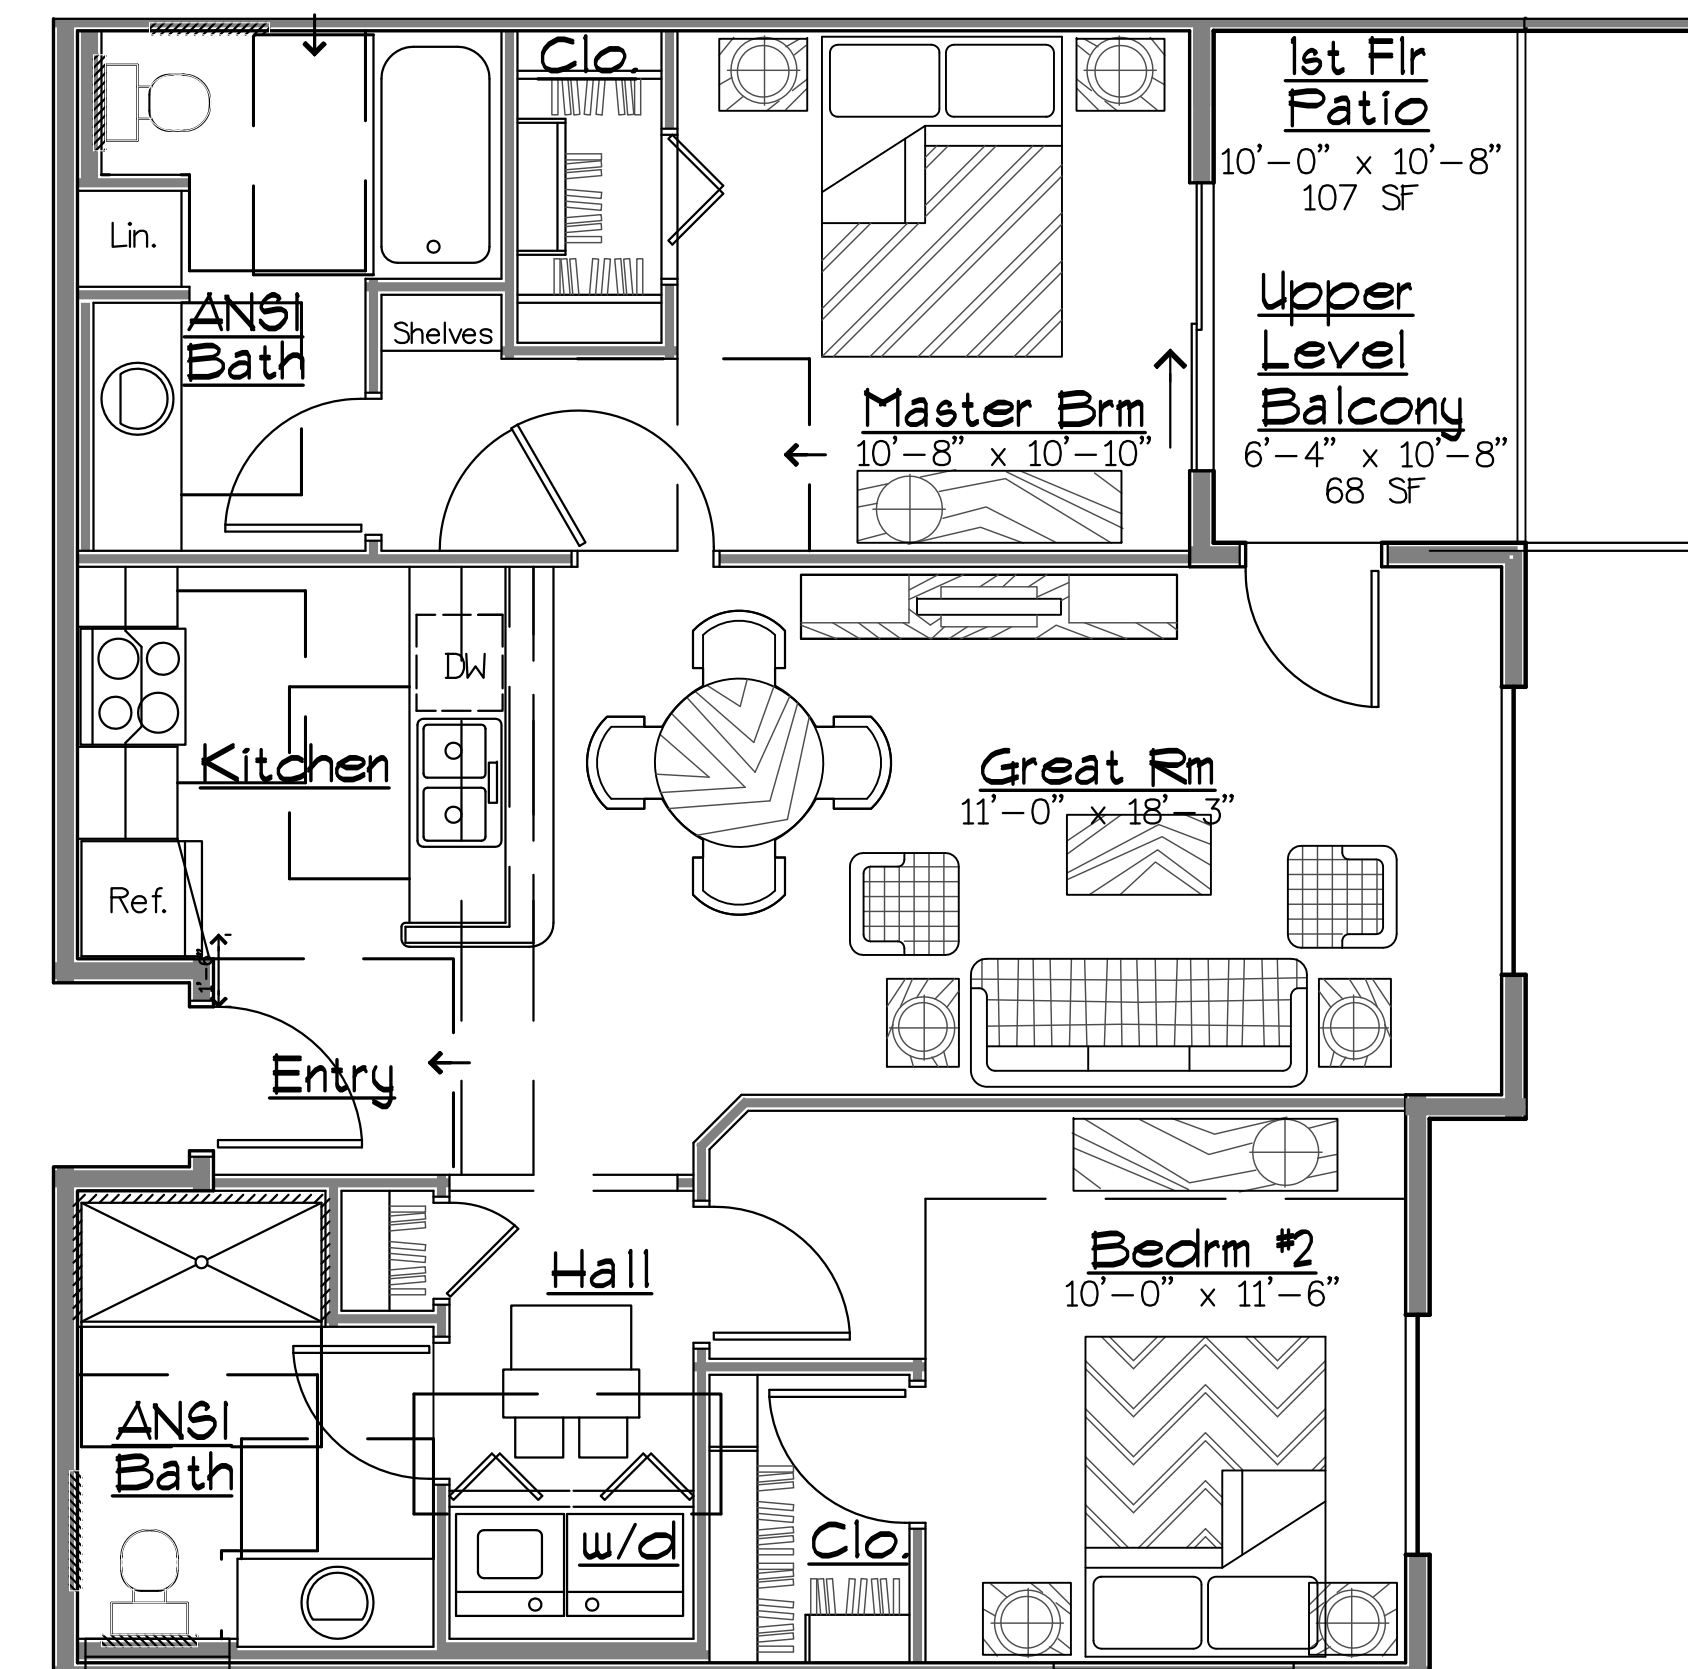 Clo.
1st Flr
Patio
10'-0" x 10'-8"
107 SF
Lin.
ANSI
Bath
Shelves
Upper
Level
Balcony
6'-4" x 10'-8"
68 SF
Master Brm
10'-8" x 10'-10"
DW
Kitchen
Great Rm
11'-0" x 18'-3"
Ref.
1'-6"
Entry
Hall
Bedrm #2
10'-0" x 11'-6"
ANSI
Bath
w/d
Clo.